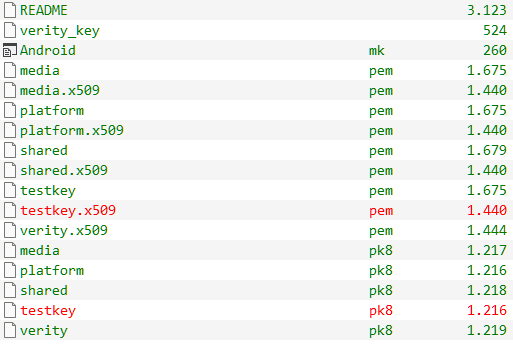 README 3.123
verity_key 524
Android mk 260
media pem 1.675
media.x509 pem 1.440
platform pem 1.675
platform.x509 pem 1.440
shared pem 1.679
shared.x509 pem 1.440
testkey pem 1.675
testkey.x509 pem 1.440
verity.x509 pem 1.444
media pk8 1.217
platform pk8 1.216
shared pk8 1.218
testkey pk8 1.216
verity pk8 1.219